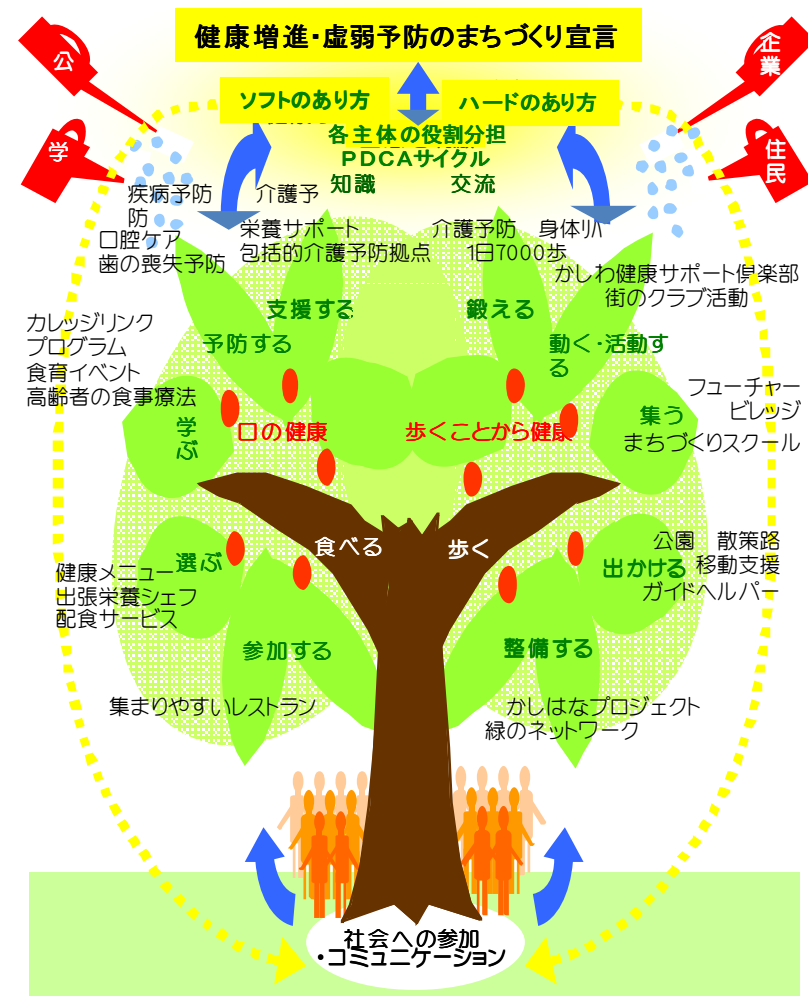 健康増進・虚弱予防のまちづくり宣言
公
企業
ソフトのあり方
ハードのあり方
学
住民
各主体の役割分担
PDCAサイクル
知識　交流
疾病予防　介護予
防
口腔ケア
歯の喪失予防
栄養サポート
包括的介護予防拠点
介護予防　身体リハ
1日7000歩
かしわ健康サポート倶楽部
街のクラブ活動
支援する
鍛える
予防する
動く・活動す
る
カレッジリンク
プログラム
食育イベント
高齢者の食事療法
フューチャー
ビレッジ
まちづくりスクール
学ぶ
集う
口の健康
歩くことから健康
食べる
歩く
選ぶ
出かける
健康メニュー
出張栄養シェフ
配食サービス
公園　散策路
移動支援
ガイドヘルパー
参加する
整備する
集まりやすいレストラン
かしはなプロジェクト
緑のネットワーク
社会への参加
・コミュニケーション